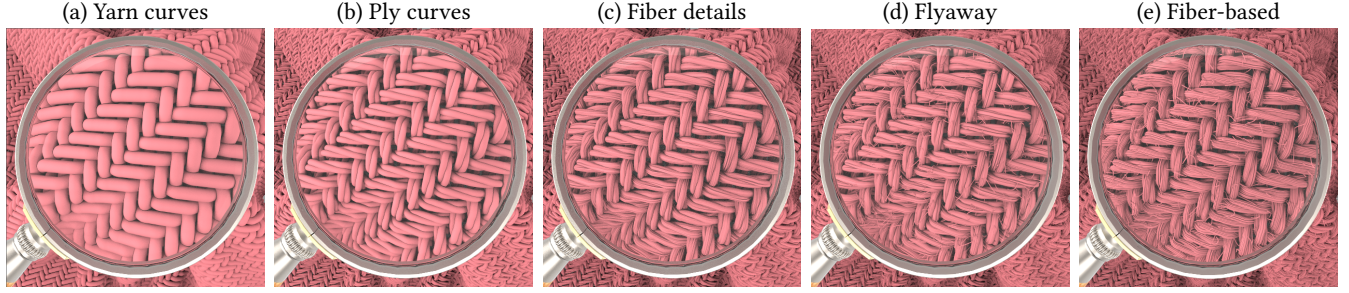 (a) Yarn curves
(b) Ply curves
(c) Fiber details
(d) Flyaway
(e) Fiber-based